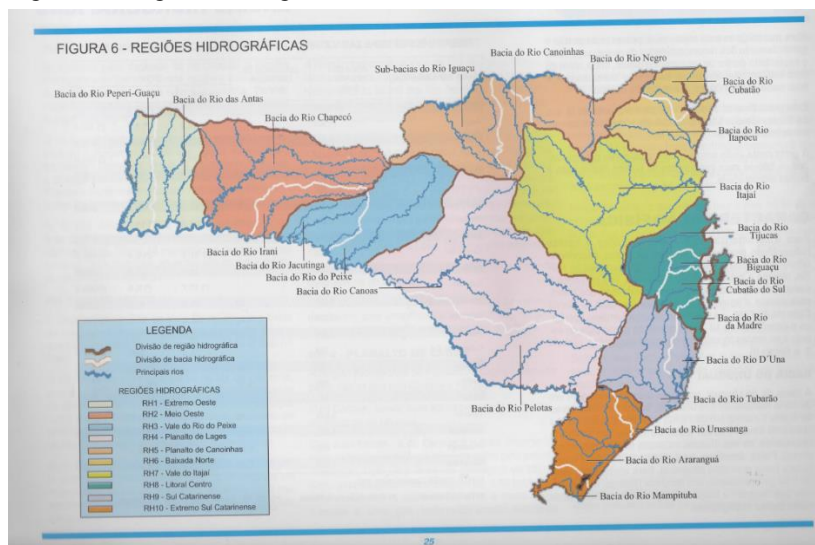 FIGURA 6 - REGIÕES HIDROGRÁFICAS
Bacia do Rio Peperi-Guaçu
Bacia do Rio das Antas
Bacia do Rio Chapecó
Sub-bacias do Rio Iguaçu
Bacia do Rio Canoinhas
Bacia do Rio Negro
Bacia do Rio
Cubatão
Bacia do Rio
Itapocu
Bacia do Rio
Itajaí
Bacia do Rio
Tijucas
Bacia do Rio
Biguaçu
Bacia do Rio
Cubatão do Sul
Bacia do Rio
da Madre
Bacia do Rio Irani
Bacia do Rio Jacutinga
Bacia do Rio do Peixe
Bacia do Rio Canoas
Bacia do Rio D'Una
Bacia do Rio Tubarão
Bacia do Rio Pelotas
Bacia do Rio Urussanga
Bacia do Rio Araranguá
Bacia do Rio Mampituba
LEGENDA
Divisão de região hidrográfica
Divisão de bacia hidrográfica
Principais rios
REGIÕES HIDROGRÁFICAS
RH1 - Extremo Oeste
RH2 - Meio Oeste
RH3 - Vale do Rio do Peixe
RH4 - Planalto de Lages
RH5 - Planalto de Canoinhas
RH6 - Baixada Norte
RH7 - Vale do Itajaí
RH8 - Litoral Centro
RH9 - Sul Catarinense
RH10 - Extremo Sul Catarinense
25